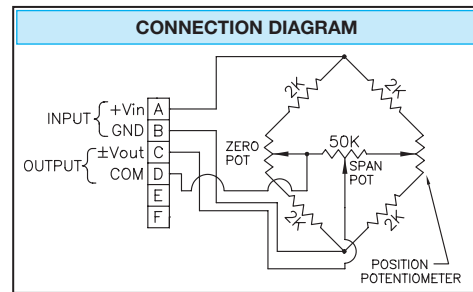 CONNECTION DIAGRAM
INPUT
+Vin A
GND B
OUTPUT
±Vout C
COM D
E
F
2K
2K
ZERO
POT
50K
SPAN
POT
2K
2K
POSITION
POTENTIOMETER